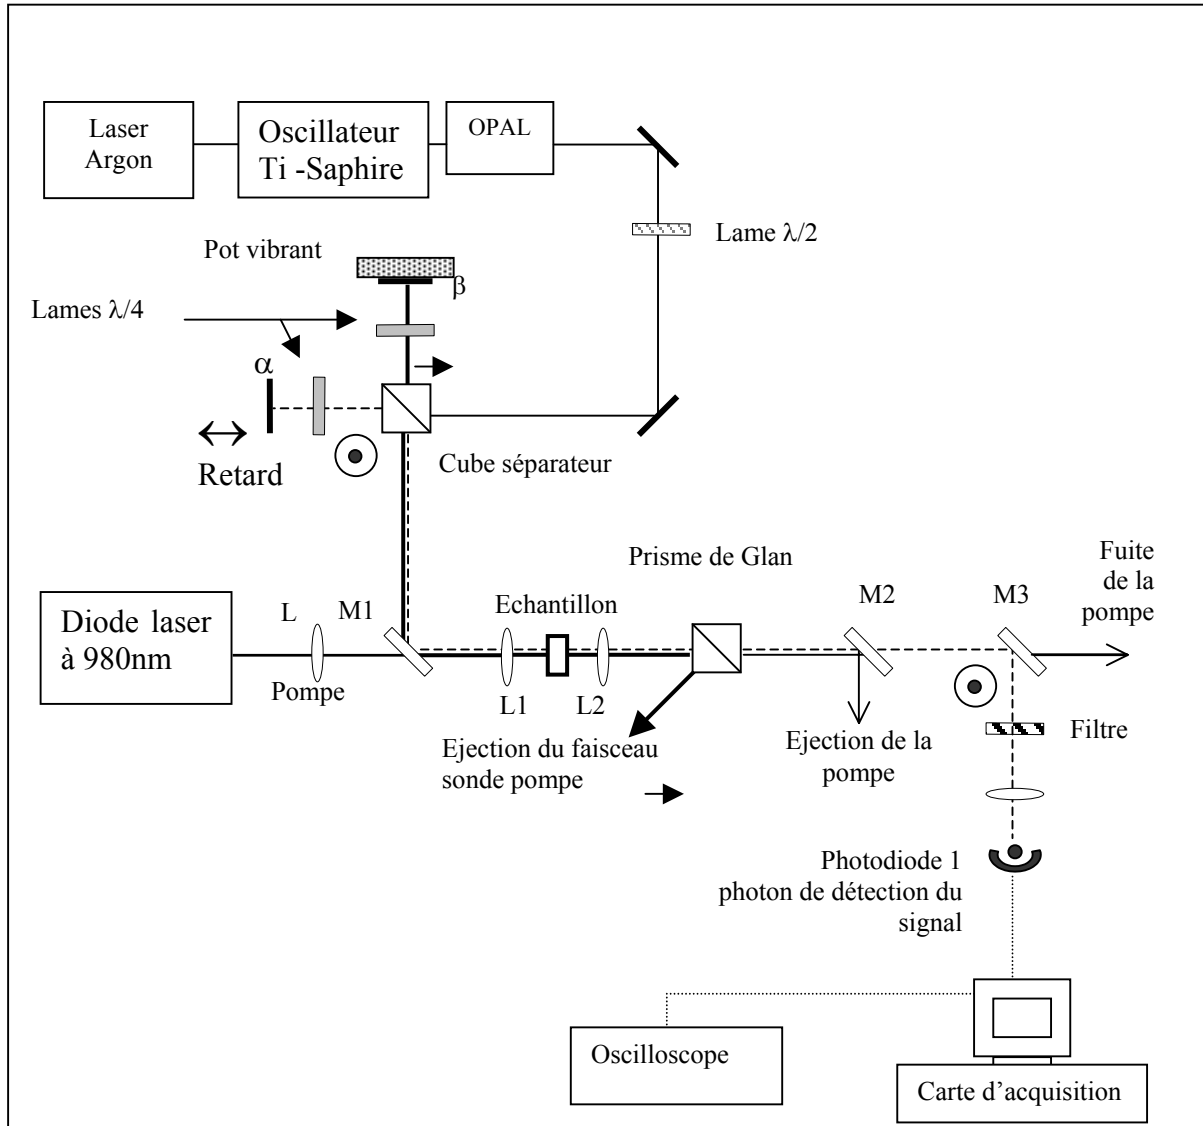 Laser
Argon
Oscillateur
Ti -Saphire
OPAL
Lame λ/2
Pot vibrant
β
Lames λ/4
α
Retard
Cube séparateur
Prisme de Glan
Fuite
de la
pompe
Diode laser
à 980nm
L
M1
Echantillon
M2
M3
Pompe
L1
L2
Ejection du faisceau
sonde pompe
Ejection de la
pompe
Filtre
Photodiode 1
photon de détection du
signal
Oscilloscope
Carte d’acquisition